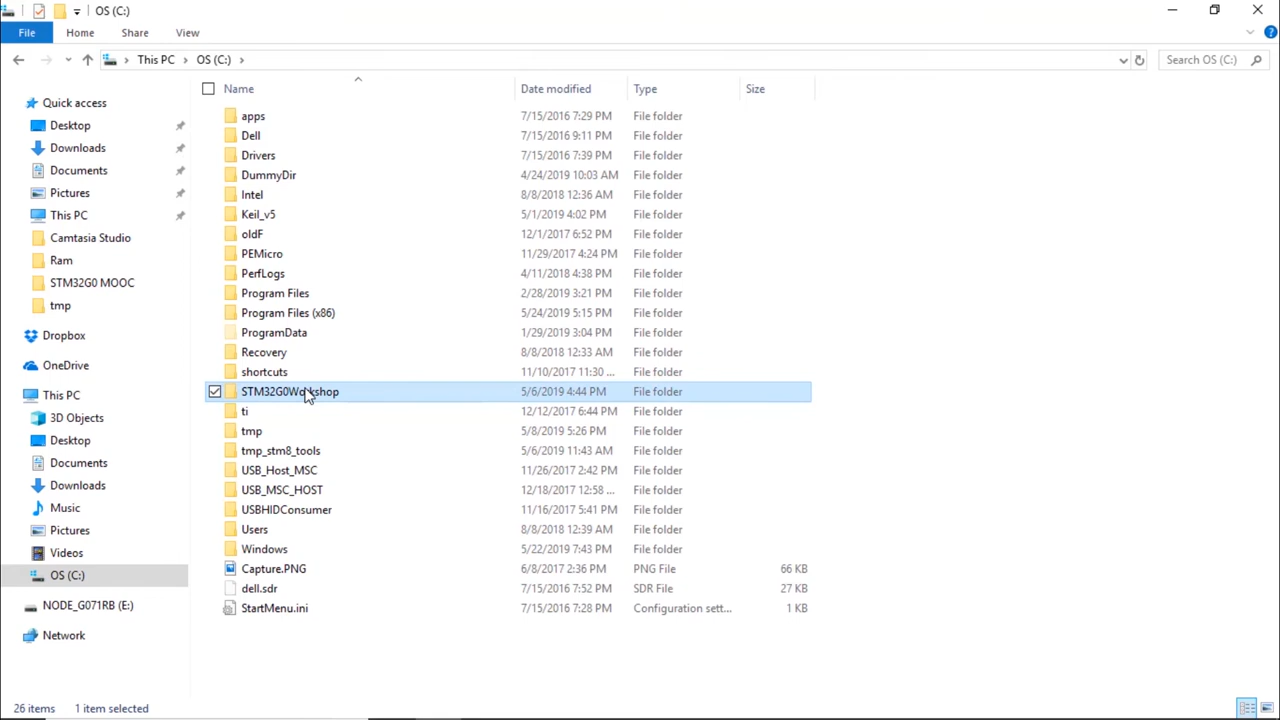 OS (C:)
File Home Share View
This PC OS (C:) Search OS (C:)
Name Date modified Type Size
Quick access
Desktop
Downloads
Documents
Pictures
This PC
Camtasia Studio
Ram
STM32G0 MOOC
tmp
Dropbox
OneDrive
This PC
3D Objects
Desktop
Documents
Downloads
Music
Pictures
Videos
OS (C:)
NODE_G071RB (E:)
Network
apps 7/15/2016 7:29 PM File folder
Dell 7/15/2016 9:11 PM File folder
Drivers 7/15/2016 7:39 PM File folder
DummyDir 4/24/2019 10:03 AM File folder
Intel 8/8/2018 12:36 AM File folder
Keil_v5 5/1/2019 4:02 PM File folder
oldF 12/1/2017 6:52 PM File folder
PEMicro 11/29/2017 4:24 PM File folder
PerfLogs 4/11/2018 4:38 PM File folder
Program Files 2/28/2019 3:21 PM File folder
Program Files (x86) 5/24/2019 5:15 PM File folder
ProgramData 1/29/2019 3:04 PM File folder
Recovery 8/8/2018 12:33 AM File folder
shortcuts 11/10/2017 11:30 ... File folder
STM32G0Workshop 5/6/2019 4:44 PM File folder
ti 12/12/2017 6:44 PM File folder
tmp 5/8/2019 5:26 PM File folder
tmp_stm8_tools 5/6/2019 11:43 AM File folder
USB_Host_MSC 11/26/2017 2:42 PM File folder
USB_MSC_HOST 12/18/2017 12:58 ... File folder
USBHIDConsumer 11/16/2017 5:41 PM File folder
Users 8/8/2018 12:39 AM File folder
Windows 5/22/2019 7:43 PM File folder
Capture.PNG 6/8/2017 2:36 PM PNG File 66 KB
dell.sdr 7/15/2016 7:52 PM SDR File 27 KB
StartMenu.ini 7/15/2016 7:28 PM Configuration sett... 1 KB
26 items 1 item selected